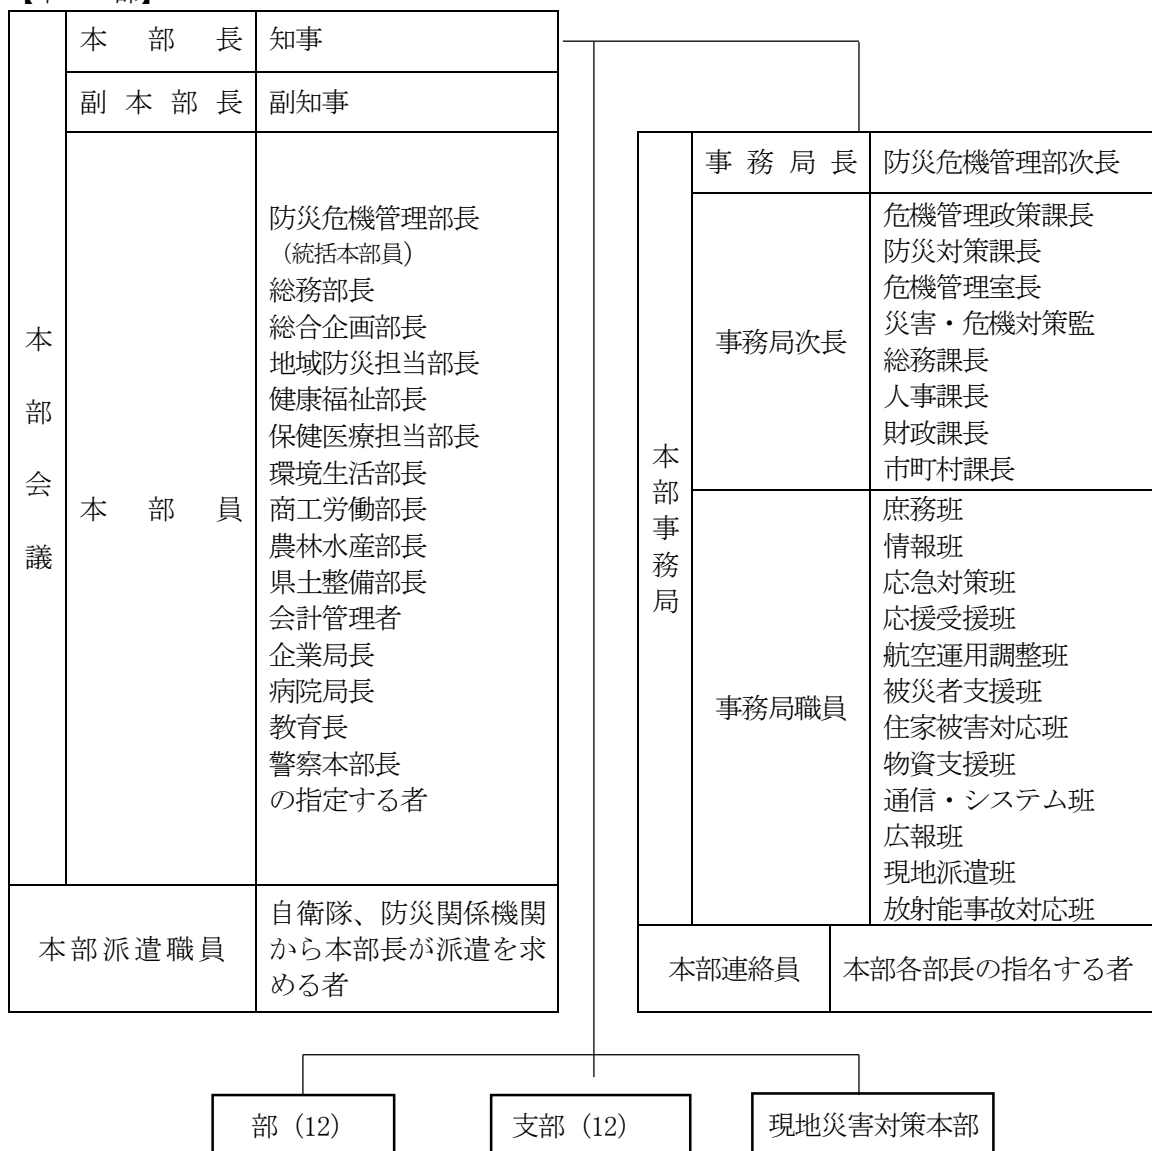 本部会議
本部長 知事
副本部長 副知事
本部員
防災危機管理部長
（統括本部員）
総務部長
総合企画部長
地域防災担当部長
健康福祉部長
保健医療担当部長
環境生活部長
商工労働部長
農林水産部長
県土整備部長
会計管理者
企業局長
病院局長
教育長
警察本部長
の指定する者
本部派遣職員
自衛隊、防災関係機関
から本部長が派遣を求
める者
本部事務局
事務局長 防災危機管理部次長
事務局次長
危機管理政策課長
防災対策課長
危機管理室長
災害・危機対策監
総務課長
人事課長
財政課長
市町村課長
事務局職員
庶務班
情報班
応急対策班
応援受援班
航空運用調整班
被災者支援班
住家被害対応班
物資支援班
通信・システム班
広報班
現地派遣班
放射能事故対応班
本部連絡員 本部各部長の指名する者
部（12）
支部（12）
現地災害対策本部